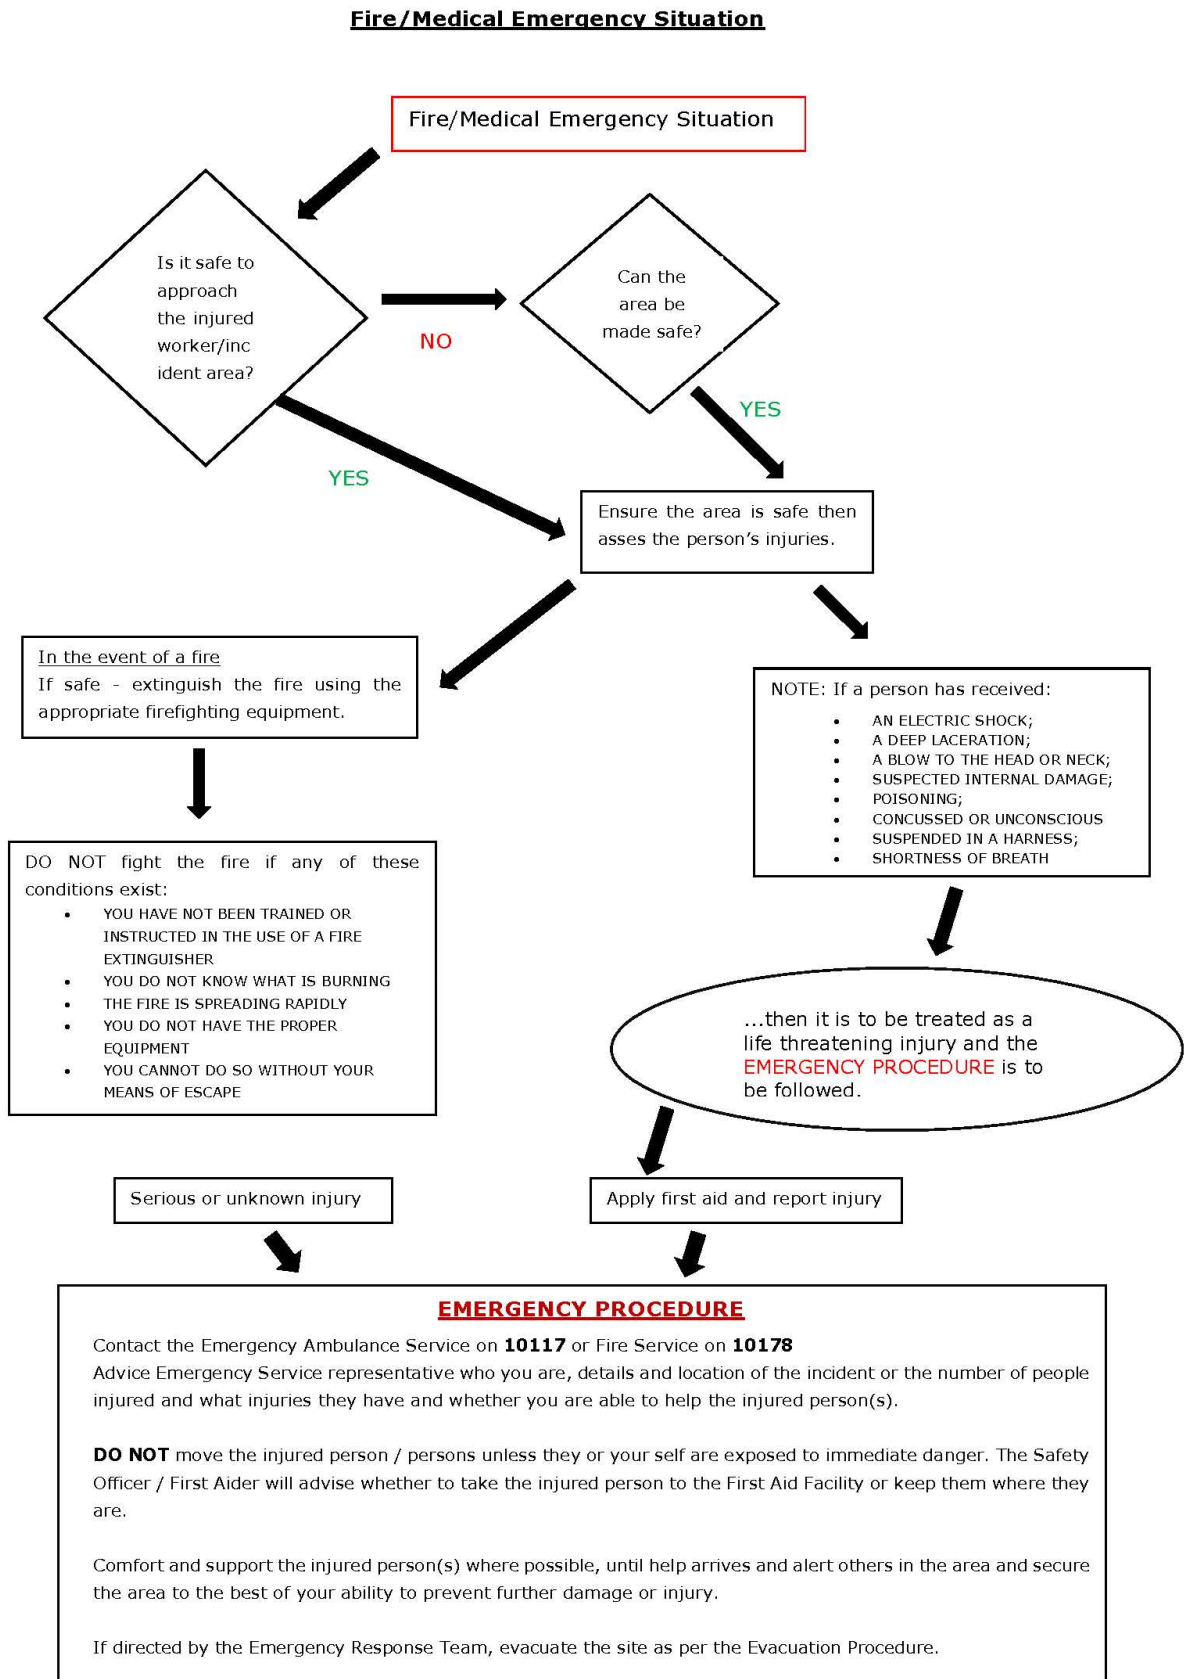 Fire/Medical Emergency Situation
Fire/Medical Emergency Situation
Is it safe to
approach
the injured
worker/inc
ident area?
NO
Can the
area be
made safe?
YES
YES
Ensure the area is safe then
asses the person's injuries.
In the event of a fire
If safe - extinguish the fire using the
appropriate firefighting equipment.
NOTE: If a person has received:
• AN ELECTRIC SHOCK;
• A DEEP LACERATION;
• A BLOW TO THE HEAD OR NECK;
• SUSPECTED INTERNAL DAMAGE;
• POISONING;
• CONCUSSED OR UNCONSCIOUS
• SUSPENDED IN A HARNESS;
• SHORTNESS OF BREATH
DO NOT fight the fire if any of these
conditions exist:
• YOU HAVE NOT BEEN TRAINED OR
INSTRUCTED IN THE USE OF A FIRE
EXTINGUISHER
• YOU DO NOT KNOW WHAT IS BURNING
• THE FIRE IS SPREADING RAPIDLY
• YOU DO NOT HAVE THE PROPER
EQUIPMENT
• YOU CANNOT DO SO WITHOUT YOUR
MEANS OF ESCAPE
...then it is to be treated as a
life threatening injury and the
EMERGENCY PROCEDURE is to
be followed.
Serious or unknown injury
Apply first aid and report injury
EMERGENCY PROCEDURE
Contact the Emergency Ambulance Service on 10117 or Fire Service on 10178
Advice Emergency Service representative who you are, details and location of the incident or the number of people
injured and what injuries they have and whether you are able to help the injured person(s).
DO NOT move the injured person / persons unless they or your self are exposed to immediate danger. The Safety
Officer / First Aider will advise whether to take the injured person to the First Aid Facility or keep them where they
are.
Comfort and support the injured person(s) where possible, until help arrives and alert others in the area and secure
the area to the best of your ability to prevent further damage or injury.
If directed by the Emergency Response Team, evacuate the site as per the Evacuation Procedure.